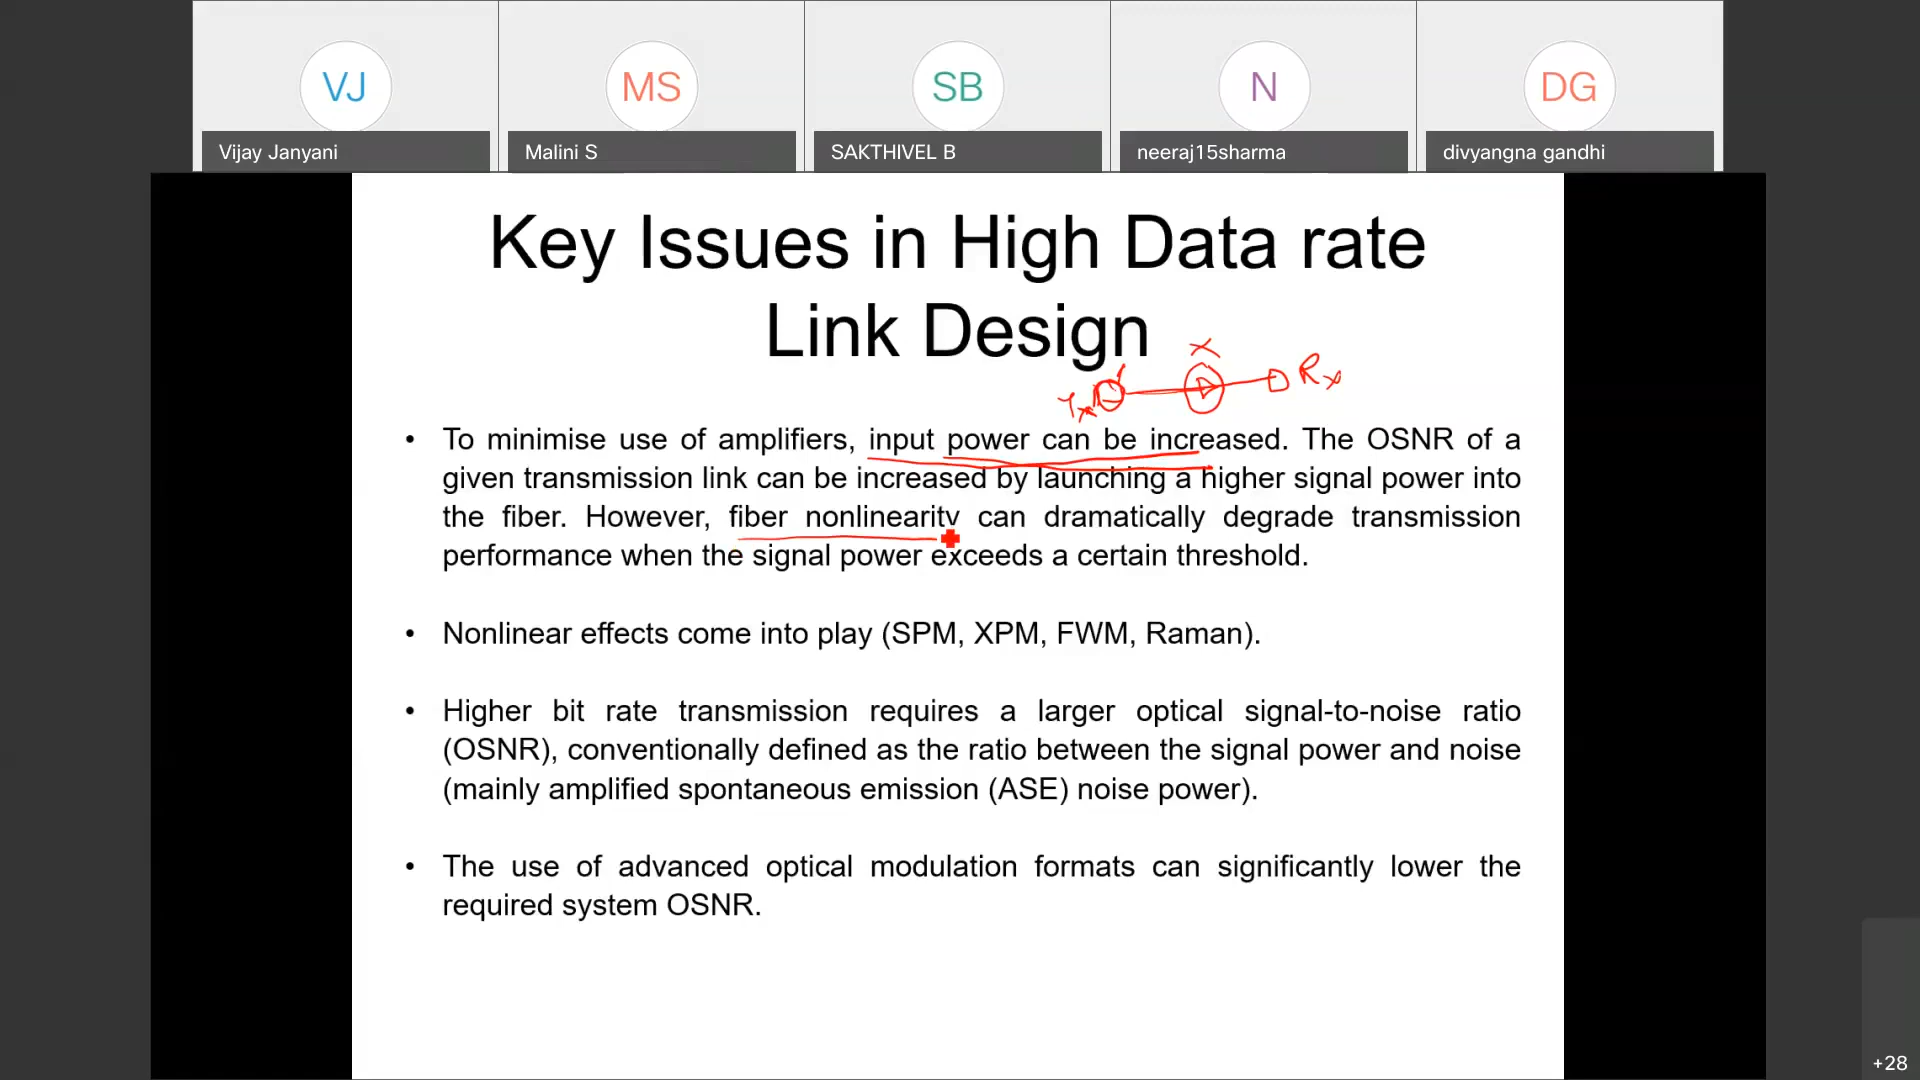 VJ MS SB N DG
Vijay Janyani Malini S SAKTHIVEL B neeraj15sharma divyangna gandhi
Key Issues in High Data rate
Link Design
X
Tx Rx
• To minimise use of amplifiers, input power can be increased. The OSNR of a
given transmission link can be increased by launching a higher signal power into
the fiber. However, fiber nonlinearity can dramatically degrade transmission
performance when the signal power exceeds a certain threshold.
• Nonlinear effects come into play (SPM, XPM, FWM, Raman).
• Higher bit rate transmission requires a larger optical signal-to-noise ratio
(OSNR), conventionally defined as the ratio between the signal power and noise
(mainly amplified spontaneous emission (ASE) noise power).
• The use of advanced optical modulation formats can significantly lower the
required system OSNR.
+28